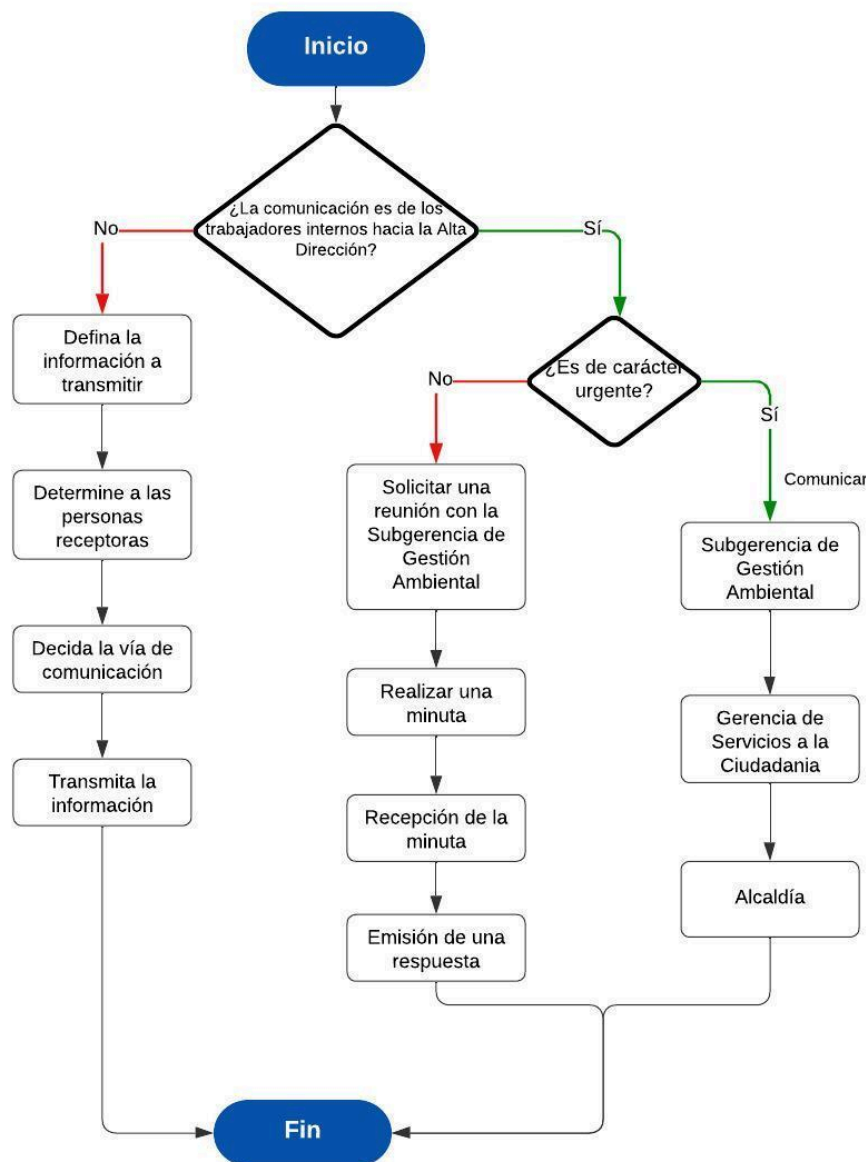 Inicio
¿La comunicación es de los
trabajadores internos hacia la Alta
Dirección?
No
Sí
Defina la
información a
transmitir
¿Es de carácter
urgente?
No
Sí
Comunicar
Determine a las
personas
receptoras
Solicitar una
reunión con la
Subgerencia de
Gestión
Ambiental
Subgerencia de
Gestión
Ambiental
Decida la vía de
comunicación
Realizar una
minuta
Gerencia de
Servicios a la
Ciudadania
Transmita la
información
Recepción de la
minuta
Alcaldía
Emisión de una
respuesta
Fin